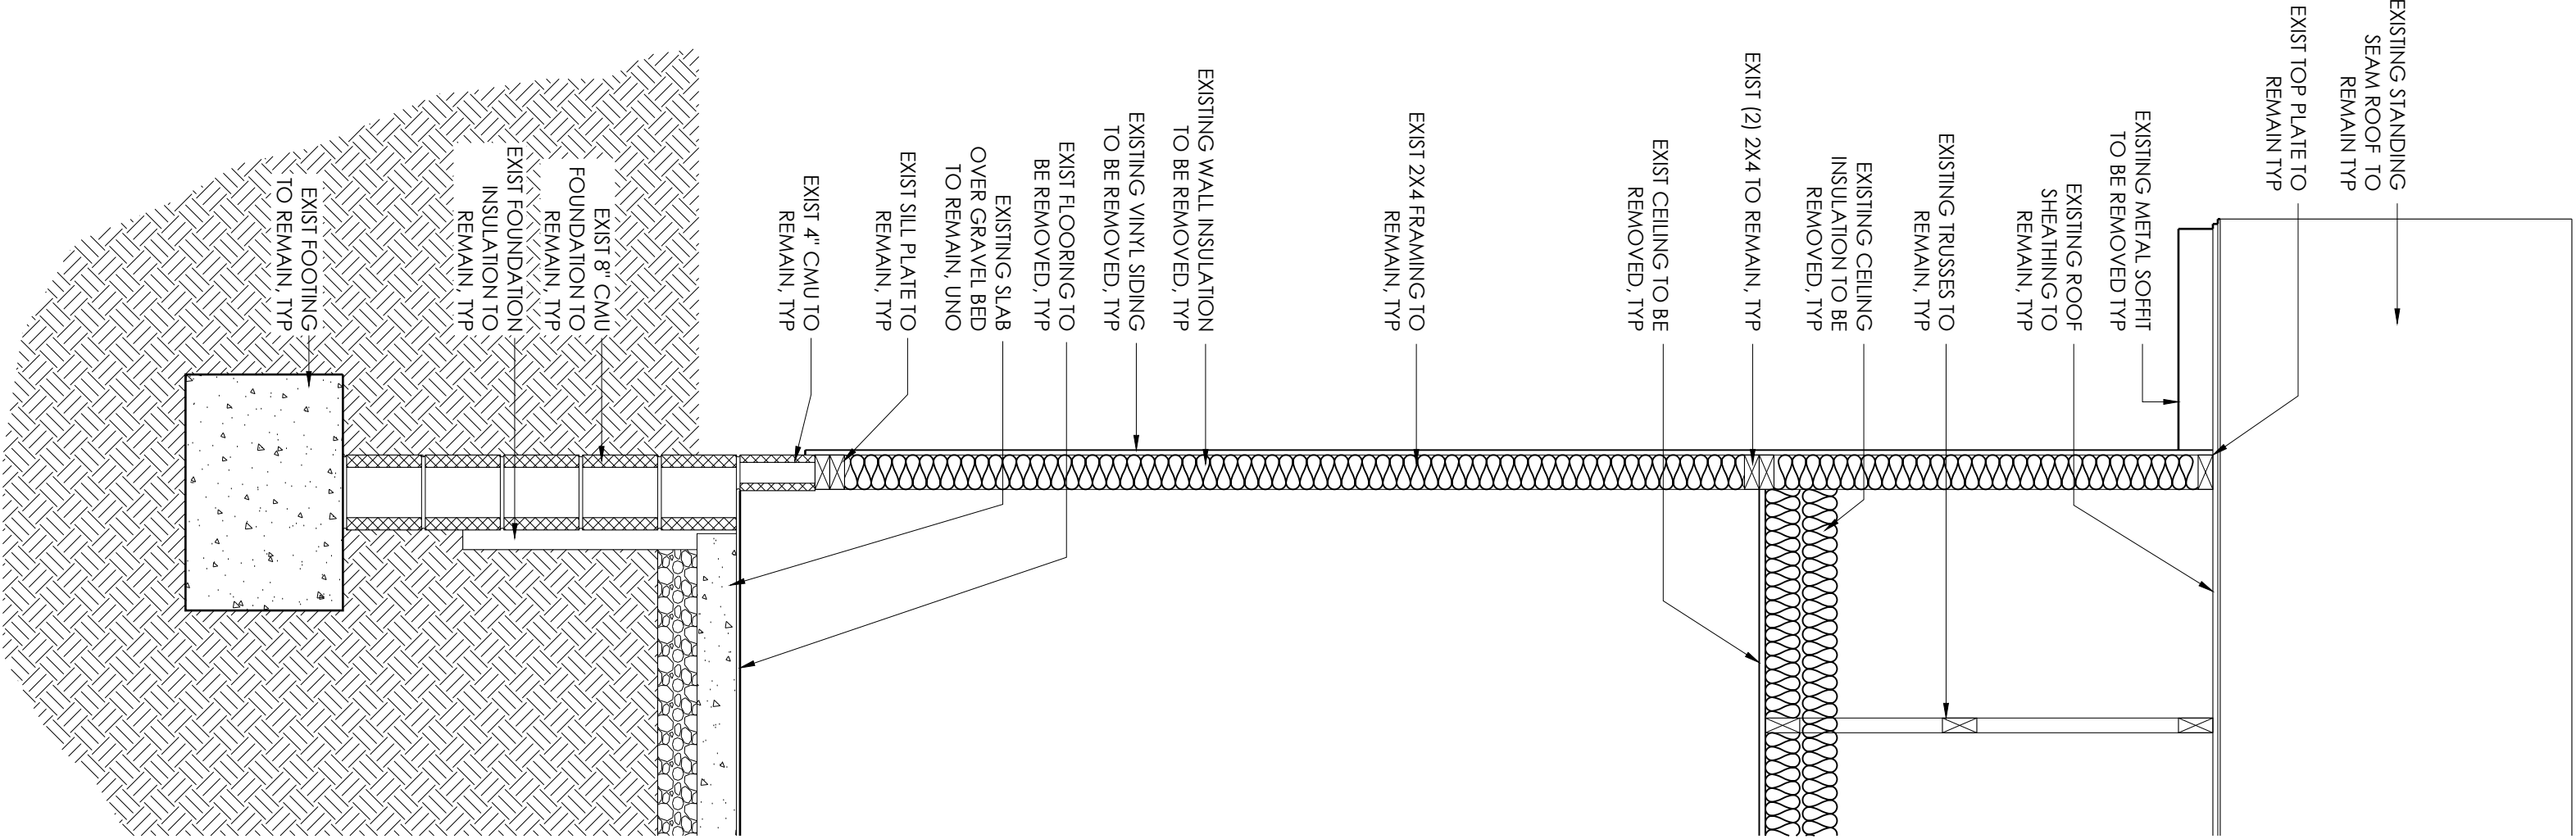 EXISTING STANDING
SEAM ROOF TO
REMAIN TYP
EXIST TOP PLATE TO
REMAIN TYP
EXISTING METAL SOFFIT
TO BE REMOVED TYP
EXISTING ROOF
SHEATHING TO
REMAIN, TYP
EXISTING TRUSSES TO
REMAIN, TYP
EXISTING CEILING
INSULATION TO BE
REMOVED, TYP
EXIST (2) 2X4 TO REMAIN, TYP
EXIST CEILING TO BE
REMOVED, TYP
EXIST 2X4 FRAMING TO
REMAIN, TYP
EXISTING WALL INSULATION
TO BE REMOVED, TYP
EXISTING VINYL SIDING
TO BE REMOVED, TYP
EXIST FLOORING TO
BE REMOVED, TYP
EXISTING SLAB
OVER GRAVEL BED
TO REMAIN, UNO
EXIST SILL PLATE TO
REMAIN, TYP
EXIST 4" CMU TO
REMAIN, TYP
EXIST 8" CMU
FOUNDATION TO
REMAIN, TYP
EXIST FOUNDATION
INSULATION TO
REMAIN, TYP
EXIST FOOTING
TO REMAIN, TYP